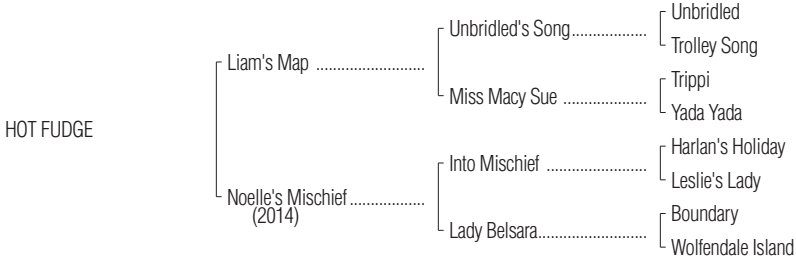 Unbridled
Unbridled's Song..................
Trolley Song
Liam's Map ..........................
Trippi
Miss Macy Sue ....................
Yada Yada
HOT FUDGE
Harlan's Holiday
Into Mischief ........................
Leslie's Lady
Noelle's Mischief..................
(2014)
Boundary
Lady Belsara..........................
Wolfendale Island